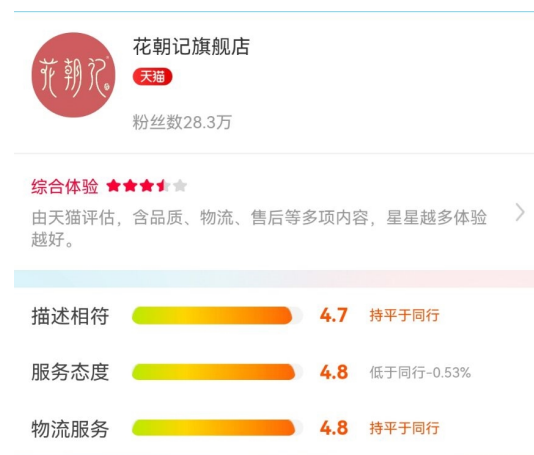 花朝记
花朝记旗舰店
天猫
粉丝数28.3万
综合体验
由天猫评估，含品质、物流、售后等多项内容，星星越多体验
越好。
描述相符 4.7 持平于同行
服务态度 4.8 低于同行-0.53%
物流服务 4.8 持平于同行